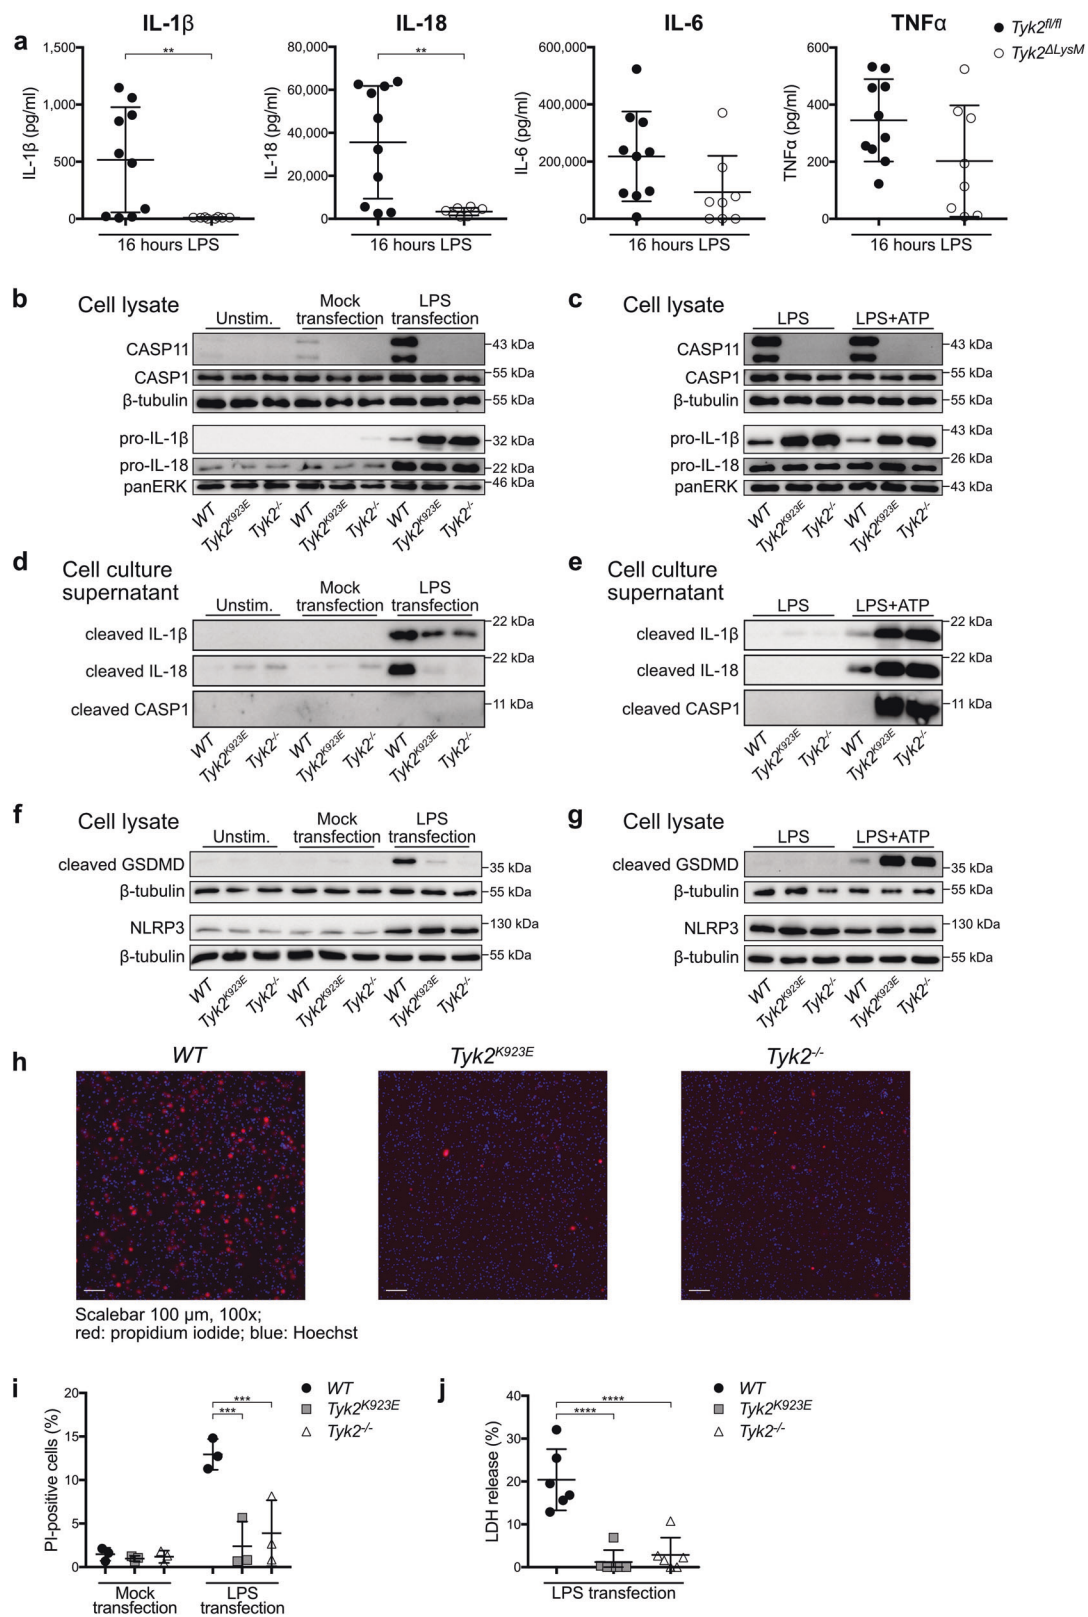 a
IL-1β
IL-18
IL-6
TNFα
Tyk2fl/fl
Tyk2ΔLysM
**
**
IL-1β (pg/ml)
1,500
1,000
500
0
16 hours LPS
IL-18 (pg/ml)
80,000
60,000
40,000
20,000
0
16 hours LPS
IL-6 (pg/ml)
600,000
400,000
200,000
0
16 hours LPS
TNFα (pg/ml)
600
400
200
0
16 hours LPS
b
Cell lysate
Unstim.
Mock
transfection
LPS
transfection
CASP11
43 kDa
CASP1
55 kDa
β-tubulin
55 kDa
pro-IL-1β
32 kDa
pro-IL-18
22 kDa
panERK
46 kDa
WT Tyk2K923E Tyk2-/- WT Tyk2K923E Tyk2-/- WT Tyk2K923E Tyk2-/-
c
Cell lysate
LPS
LPS+ATP
CASP11
43 kDa
CASP1
55 kDa
β-tubulin
55 kDa
pro-IL-1β
43 kDa
pro-IL-18
26 kDa
panERK
43 kDa
WT Tyk2K923E Tyk2-/- WT Tyk2K923E Tyk2-/-
d
Cell culture
supernatant
Unstim.
Mock
transfection
LPS
transfection
cleaved IL-1β
22 kDa
cleaved IL-18
22 kDa
cleaved CASP1
11 kDa
WT Tyk2K923E Tyk2-/- WT Tyk2K923E Tyk2-/- WT Tyk2K923E Tyk2-/-
e
Cell culture
supernatant
LPS
LPS+ATP
cleaved IL-1β
22 kDa
cleaved IL-18
22 kDa
cleaved CASP1
11 kDa
WT Tyk2K923E Tyk2-/- WT Tyk2K923E Tyk2-/-
f
Cell lysate
Unstim.
Mock
transfection
LPS
transfection
cleaved GSDMD
35 kDa
β-tubulin
55 kDa
NLRP3
130 kDa
β-tubulin
55 kDa
WT Tyk2K923E Tyk2-/- WT Tyk2K923E Tyk2-/- WT Tyk2K923E Tyk2-/-
g
Cell lysate
LPS
LPS+ATP
cleaved GSDMD
35 kDa
β-tubulin
55 kDa
NLRP3
130 kDa
β-tubulin
55 kDa
WT Tyk2K923E Tyk2-/- WT Tyk2K923E Tyk2-/-
h
WT
Tyk2K923E
Tyk2-/-
Scalebar 100 µm, 100x;
red: propidium iodide; blue: Hoechst
i
PI-positive cells (%)
20
15
10
5
0
***
***
WT
Tyk2K923E
Tyk2-/-
Mock
transfection
LPS
transfection
j
LDH release (%)
40
30
20
10
0
****
****
WT
Tyk2K923E
Tyk2-/-
LPS transfection